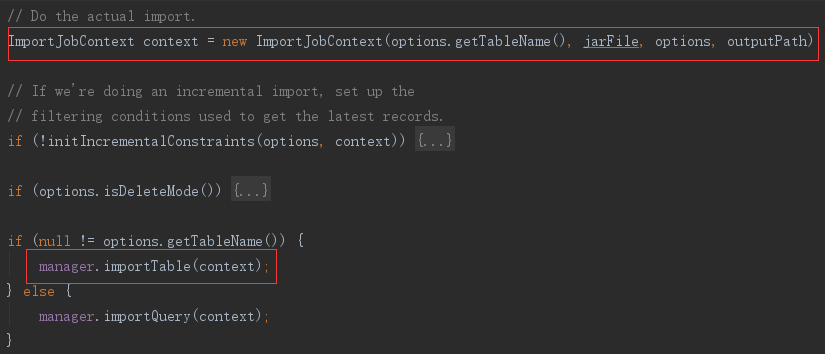 // Do the actual import.
ImportJobContext context = new ImportJobContext(options.getTableName(), jarFile, options, outputPath)
// If we're doing an incremental import, set up the
// filtering conditions used to get the latest records.
if (!initIncrementalConstraints(options, context)) {...}
if (options.isDeleteMode()) {...}
if (null != options.getTableName()) {
manager.importTable(context);
} else {
manager.importQuery(context);
}